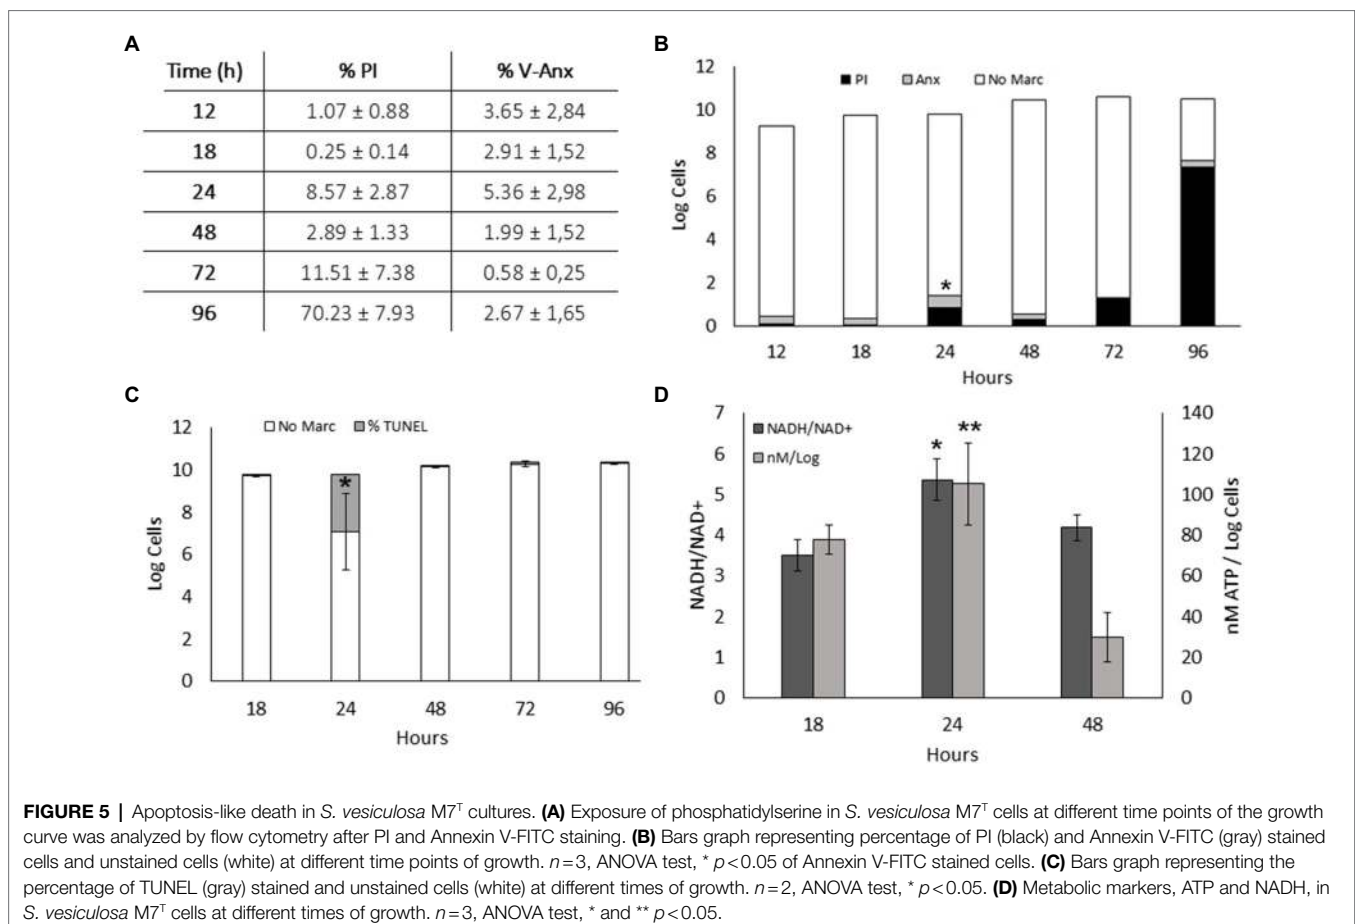 A
Time (h) % PI % V-Anx
12 1.07 ± 0.88 3.65 ± 2,84
18 0.25 ± 0.14 2.91 ± 1,52
24 8.57 ± 2.87 5.36 ± 2,98
48 2.89 ± 1.33 1.99 ± 1,52
72 11.51 ± 7.38 0.58 ± 0,25
96 70.23 ± 7.93 2.67 ± 1,65
B
PI Anx No Marc
Log Cells
12
10
8
6
4
2
0
*
12 18 24 48 72 96
Hours
C
No Marc % TUNEL
Log Cells
12
10
8
6
4
2
0
*
18 24 48 72 96
Hours
D
NADH/NAD+
nM/Log
NADH/NAD+
7
6
5
4
3
2
1
0
* **
140
120
100
80
60
40
20
0
nM ATP / Log Cells
18 24 48
Hours
FIGURE 5 | Apoptosis-like death in S. vesiculosa M7ᵀ cultures. (A) Exposure of phosphatidylserine in S. vesiculosa M7ᵀ cells at different time points of the growth
curve was analyzed by flow cytometry after PI and Annexin V-FITC staining. (B) Bars graph representing percentage of PI (black) and Annexin V-FITC (gray) stained
cells and unstained cells (white) at different time points of growth. n=3, ANOVA test, * p<0.05 of Annexin V-FITC stained cells. (C) Bars graph representing the
percentage of TUNEL (gray) stained and unstained cells (white) at different times of growth. n=2, ANOVA test, * p<0.05. (D) Metabolic markers, ATP and NADH, in
S. vesiculosa M7ᵀ cells at different times of growth. n=3, ANOVA test, * and ** p<0.05.